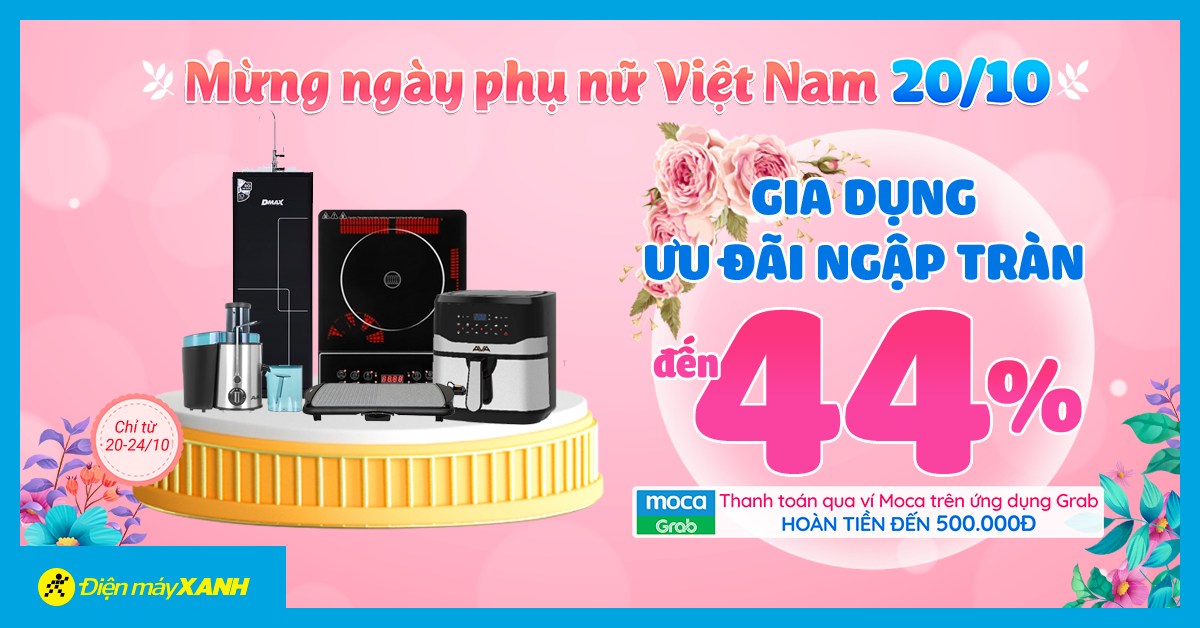 Mừng ngày phụ nữ Việt Nam 20/10
GIA DỤNG
ƯU ĐÃI NGẬP TRÀN
đến 44%
DMAX
AVA
Chỉ từ
20-24/10
moca
Grab
Thanh toán qua ví Moca trên ứng dụng Grab
HOÀN TIỀN ĐẾN 500.000Đ
Điện máy XANH